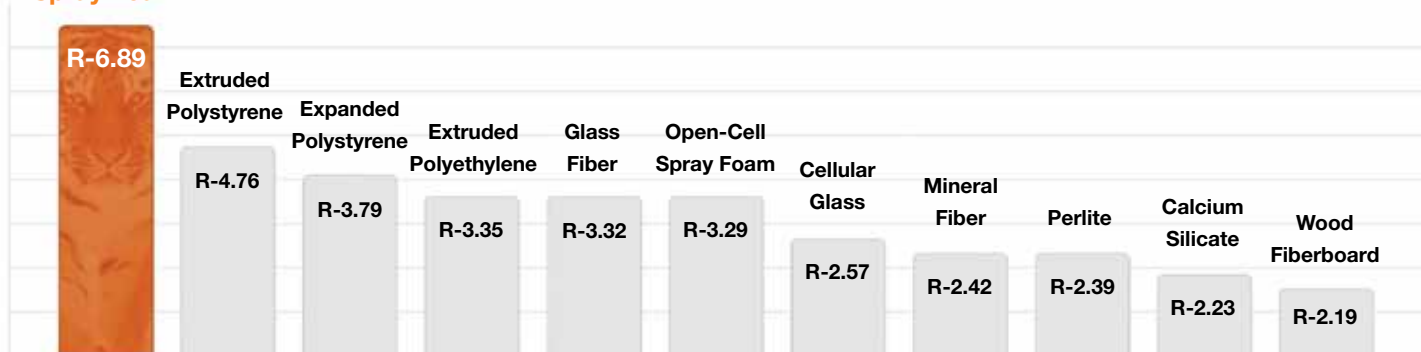 R-6.89
Extruded
Polystyrene
R-4.76
Expanded
Polystyrene
R-3.79
Extruded
Polyethylene
R-3.35
Glass
Fiber
R-3.32
Open-Cell
Spray Foam
R-3.29
Cellular
Glass
R-2.57
Mineral
Fiber
R-2.42
Perlite
R-2.39
Calcium
Silicate
R-2.23
Wood
Fiberboard
R-2.19